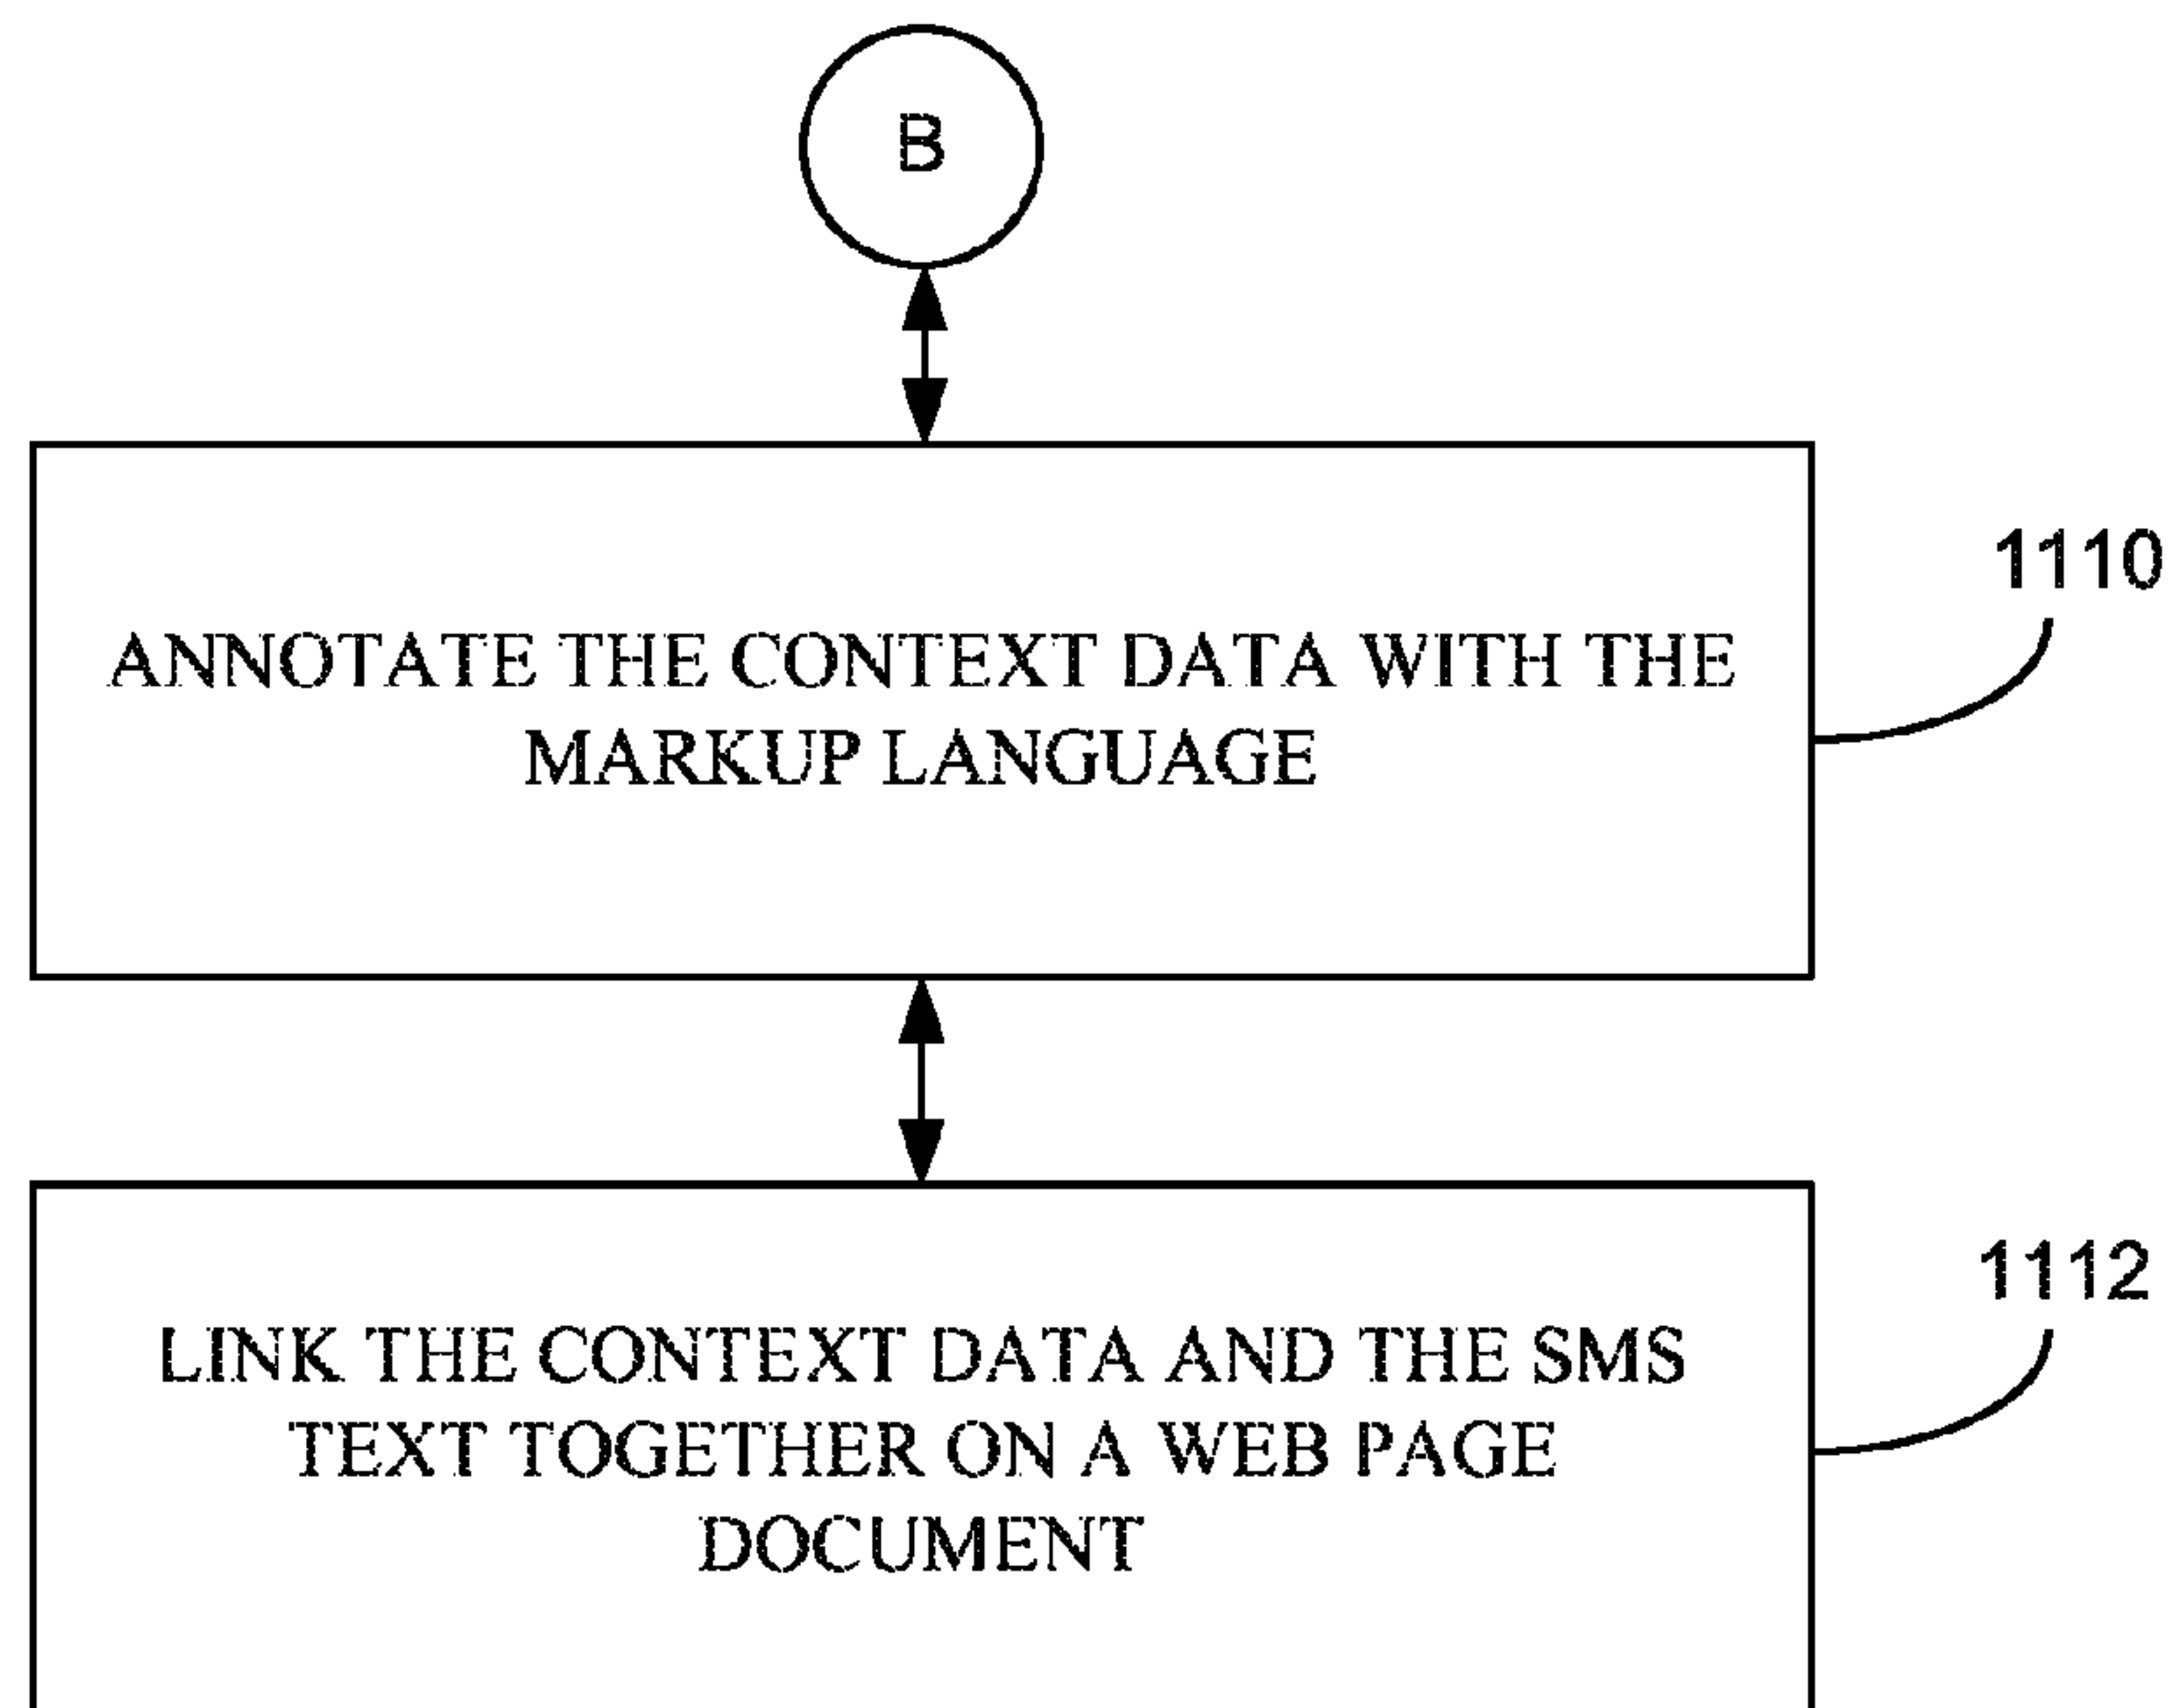 B
1110
ANNOTATE THE CONTEXT DATA WITH THE
MARKUP LANGUAGE
1112
LINK THE CONTEXT DATA AND THE SMS
TEXT TOGETHER ON A WEB PAGE
DOCUMENT